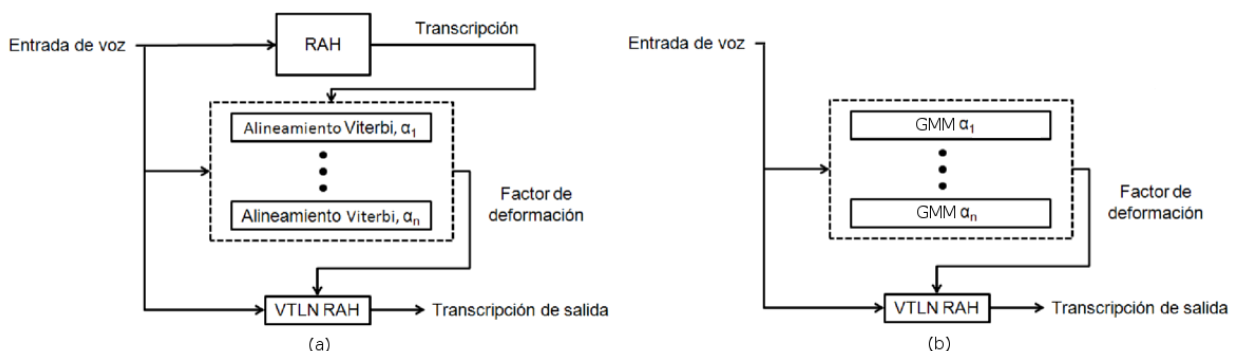 Entrada de voz
RAH
Transcripción
Alineamiento Viterbi, α₁
Alineamiento Viterbi, αₙ
Factor de
deformación
VTLN RAH
Transcripción de salida
(a)
Entrada de voz
GMM α₁
GMM αₙ
Factor de
deformación
VTLN RAH
Transcripción de salida
(b)